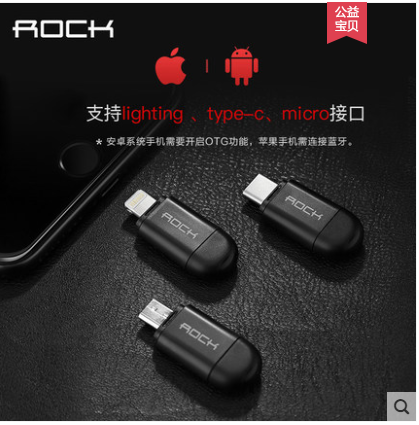 ROCK
公益
宝贝
支持lighting 、type-c、micro接口
* 安卓系统手机需要开启OTG功能，苹果手机需连接蓝牙。
ROCK
ROCK
ROCK